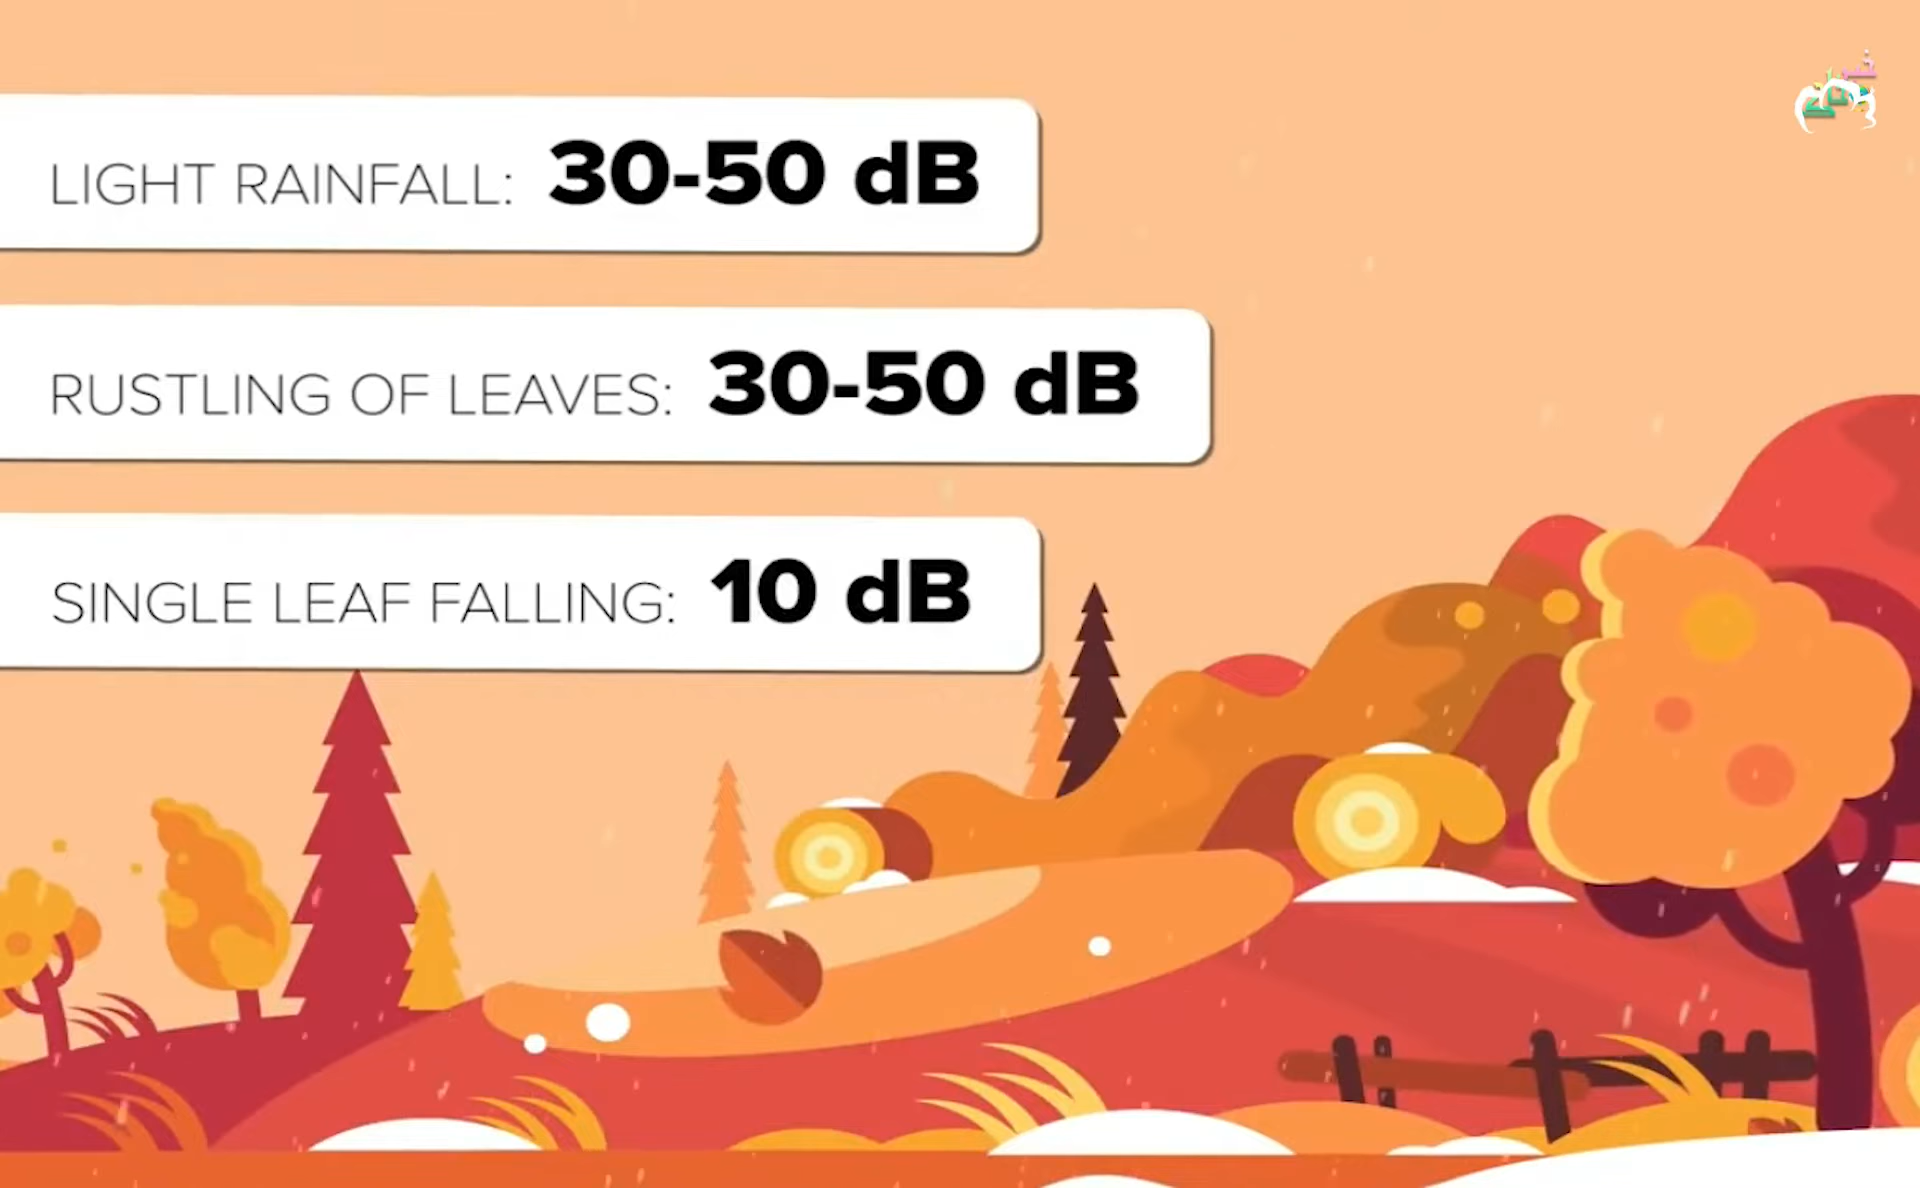 LIGHT RAINFALL: 30-50 dB
RUSTLING OF LEAVES: 30-50 dB
SINGLE LEAF FALLING: 10 dB